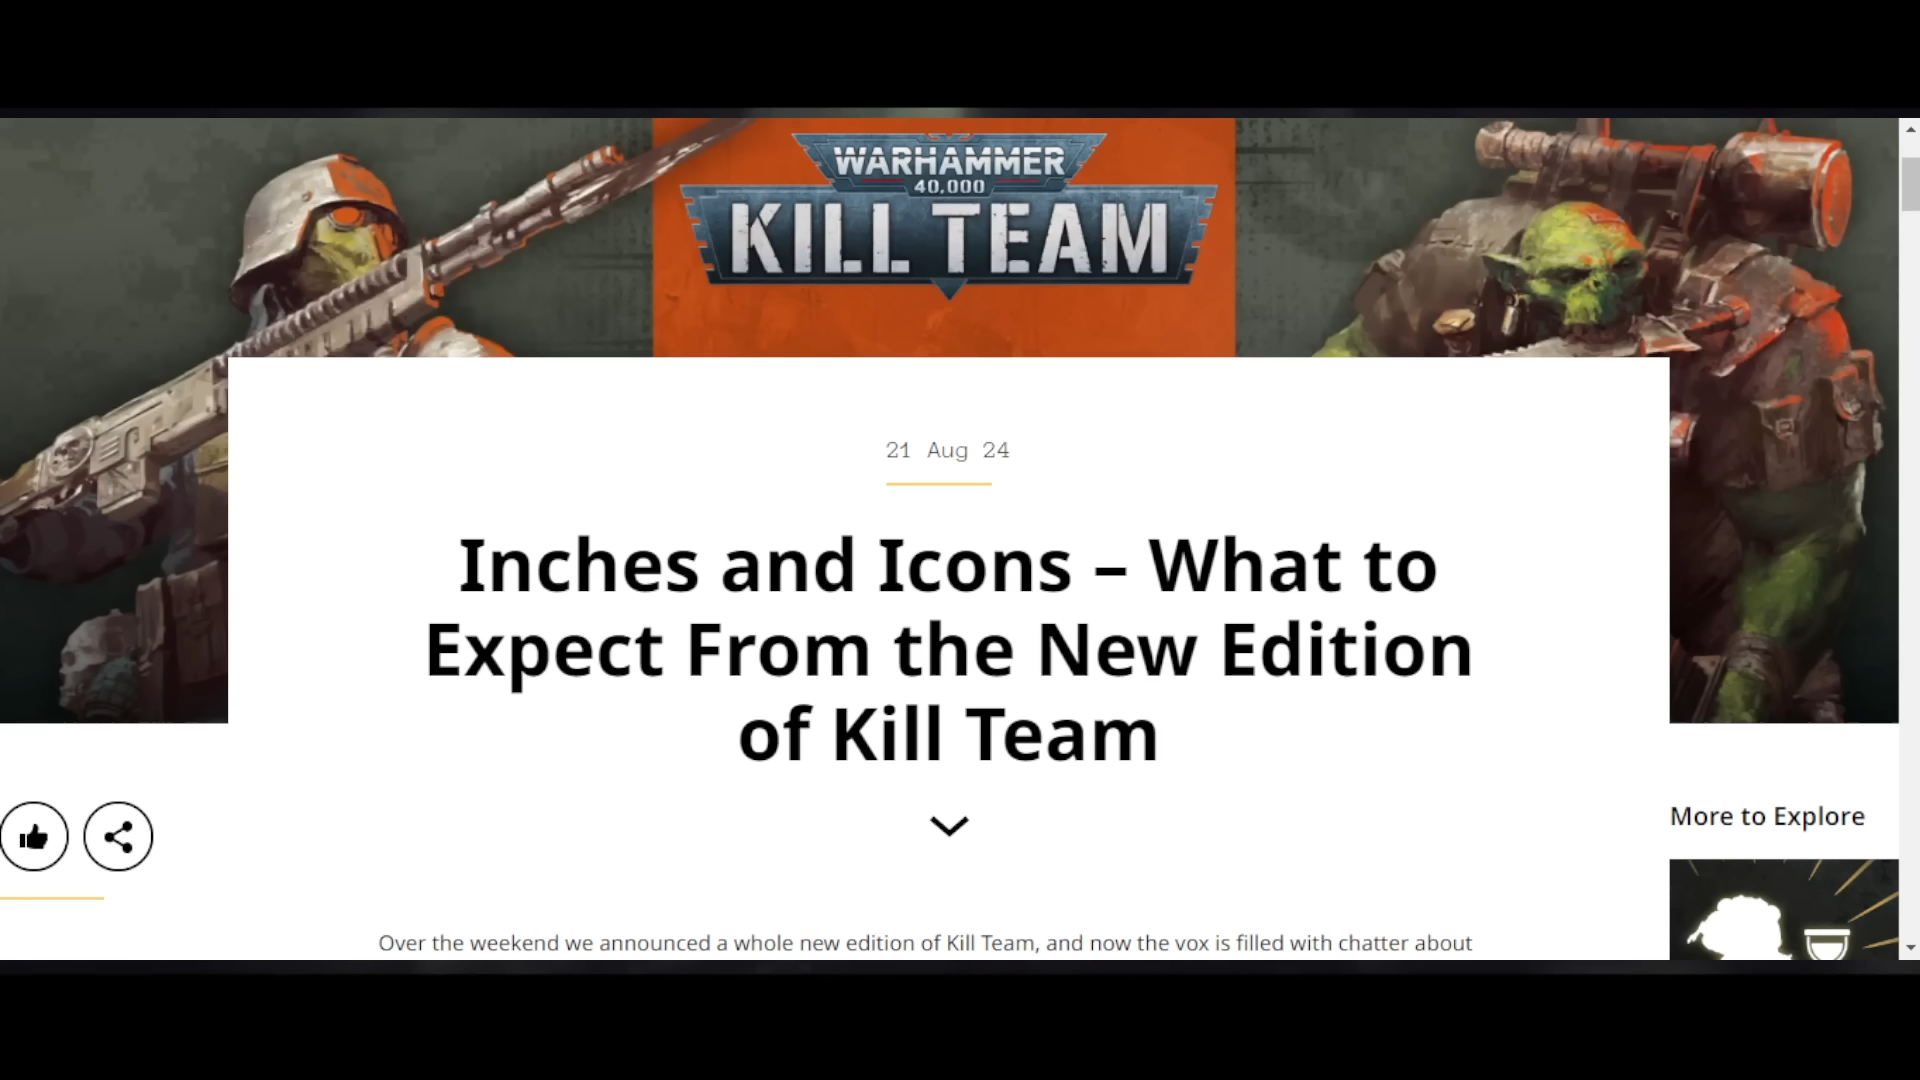 WARHAMMER
40,000
KILL TEAM
21 Aug 24
Inches and Icons – What to
Expect From the New Edition
of Kill Team
More to Explore
Over the weekend we announced a whole new edition of Kill Team, and now the vox is filled with chatter about